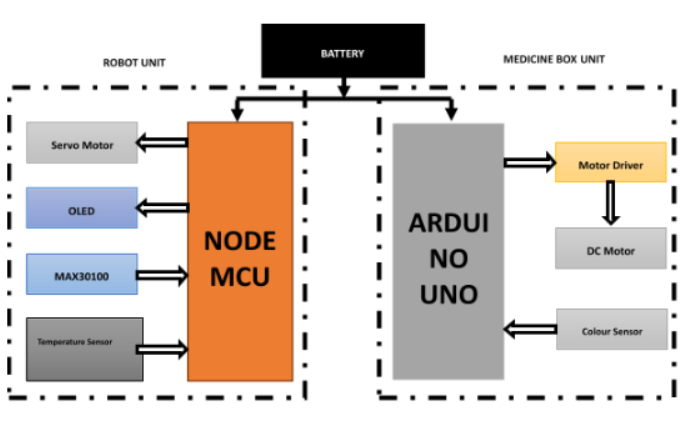 BATTERY
ROBOT UNIT
MEDICINE BOX UNIT
Servo Motor
OLED
MAX30100
Temperature Sensor
NODE
MCU
ARDUI
NO
UNO
Motor Driver
DC Motor
Colour Sensor